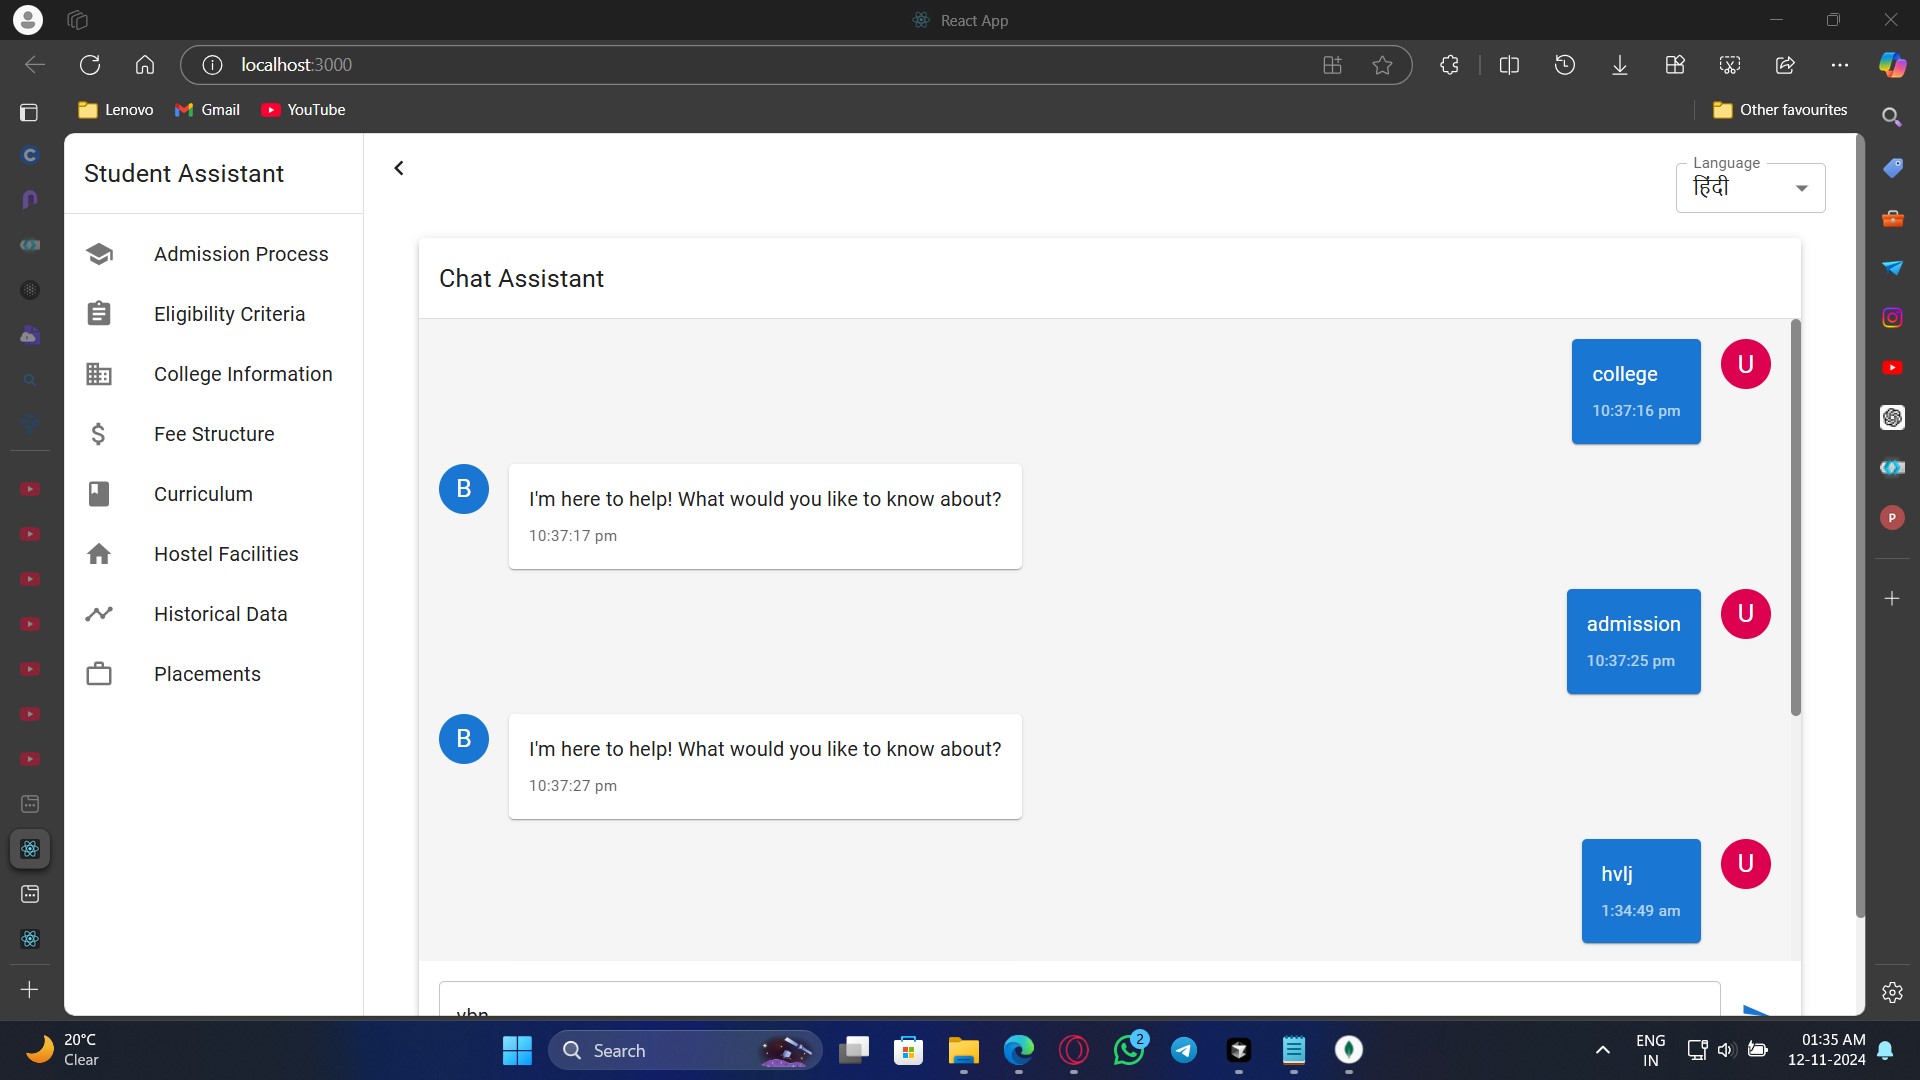 React App
localhost:3000
Lenovo
Gmail
YouTube
Other favourites
Student Assistant
Language
हिंदी
Admission Process
Eligibility Criteria
College Information
Fee Structure
Curriculum
Hostel Facilities
Historical Data
Placements
Chat Assistant
college
10:37:16 pm
U
B
I'm here to help! What would you like to know about?
10:37:17 pm
admission
10:37:25 pm
U
B
I'm here to help! What would you like to know about?
10:37:27 pm
hvlj
1:34:49 am
U
P
20°C
Clear
Search
2
ENG
IN
01:35 AM
12-11-2024